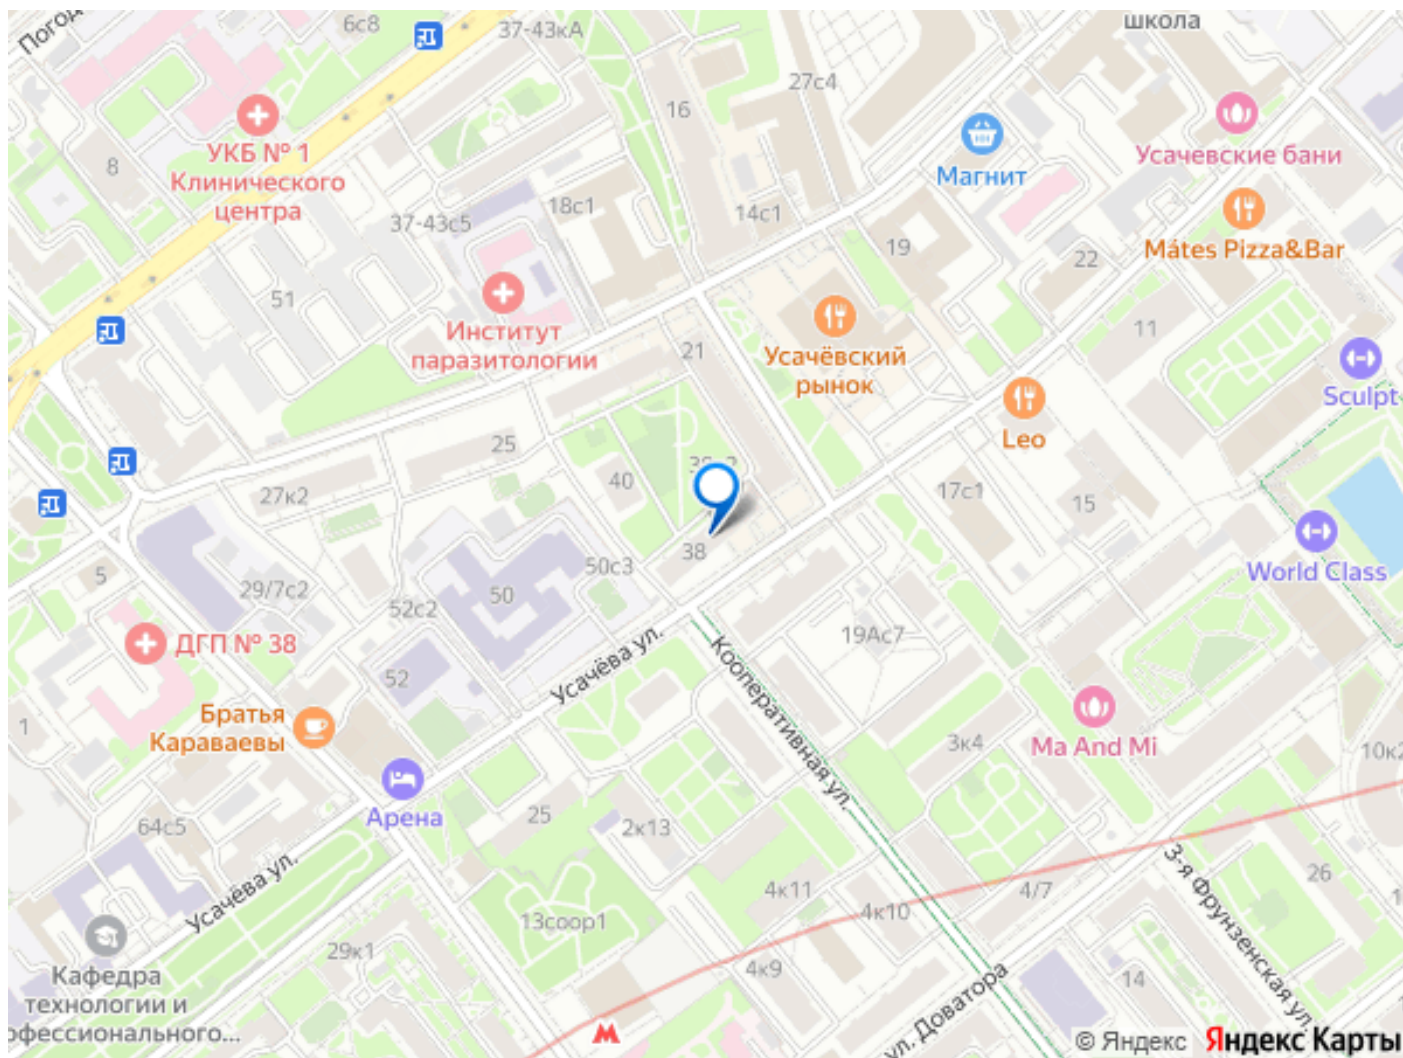 Погод
6с8
37-43кА
школа
27с4
16
УКБ № 1
Клинического
центра
8
Магнит
Усачевские бани
37-43с5
18с1
14с1
19
22
Mátes Pizza&Bar
51
Институт
паразитологии
21
Усачёвский
рынок
11
Sculpt
Leo
25
40
27к2
17с1
15
World Class
38
50с3
5
29/7с2
52с2
50
19Ас7
ДГП № 38
52
Усачёва ул.
Кооперативная ул.
1
Братья
Караваевы
Ma And Mi
3к4
10к2
Арена
25
2к13
64с5
Усачёва ул.
4к11
4/7
3-я Фрунзенская ул.
26
4к10
13соор1
29к1
4к9
14
Кафедра
технологии и
офессионального...
ул. Доватора
© Яндекс
Яндекс Карты